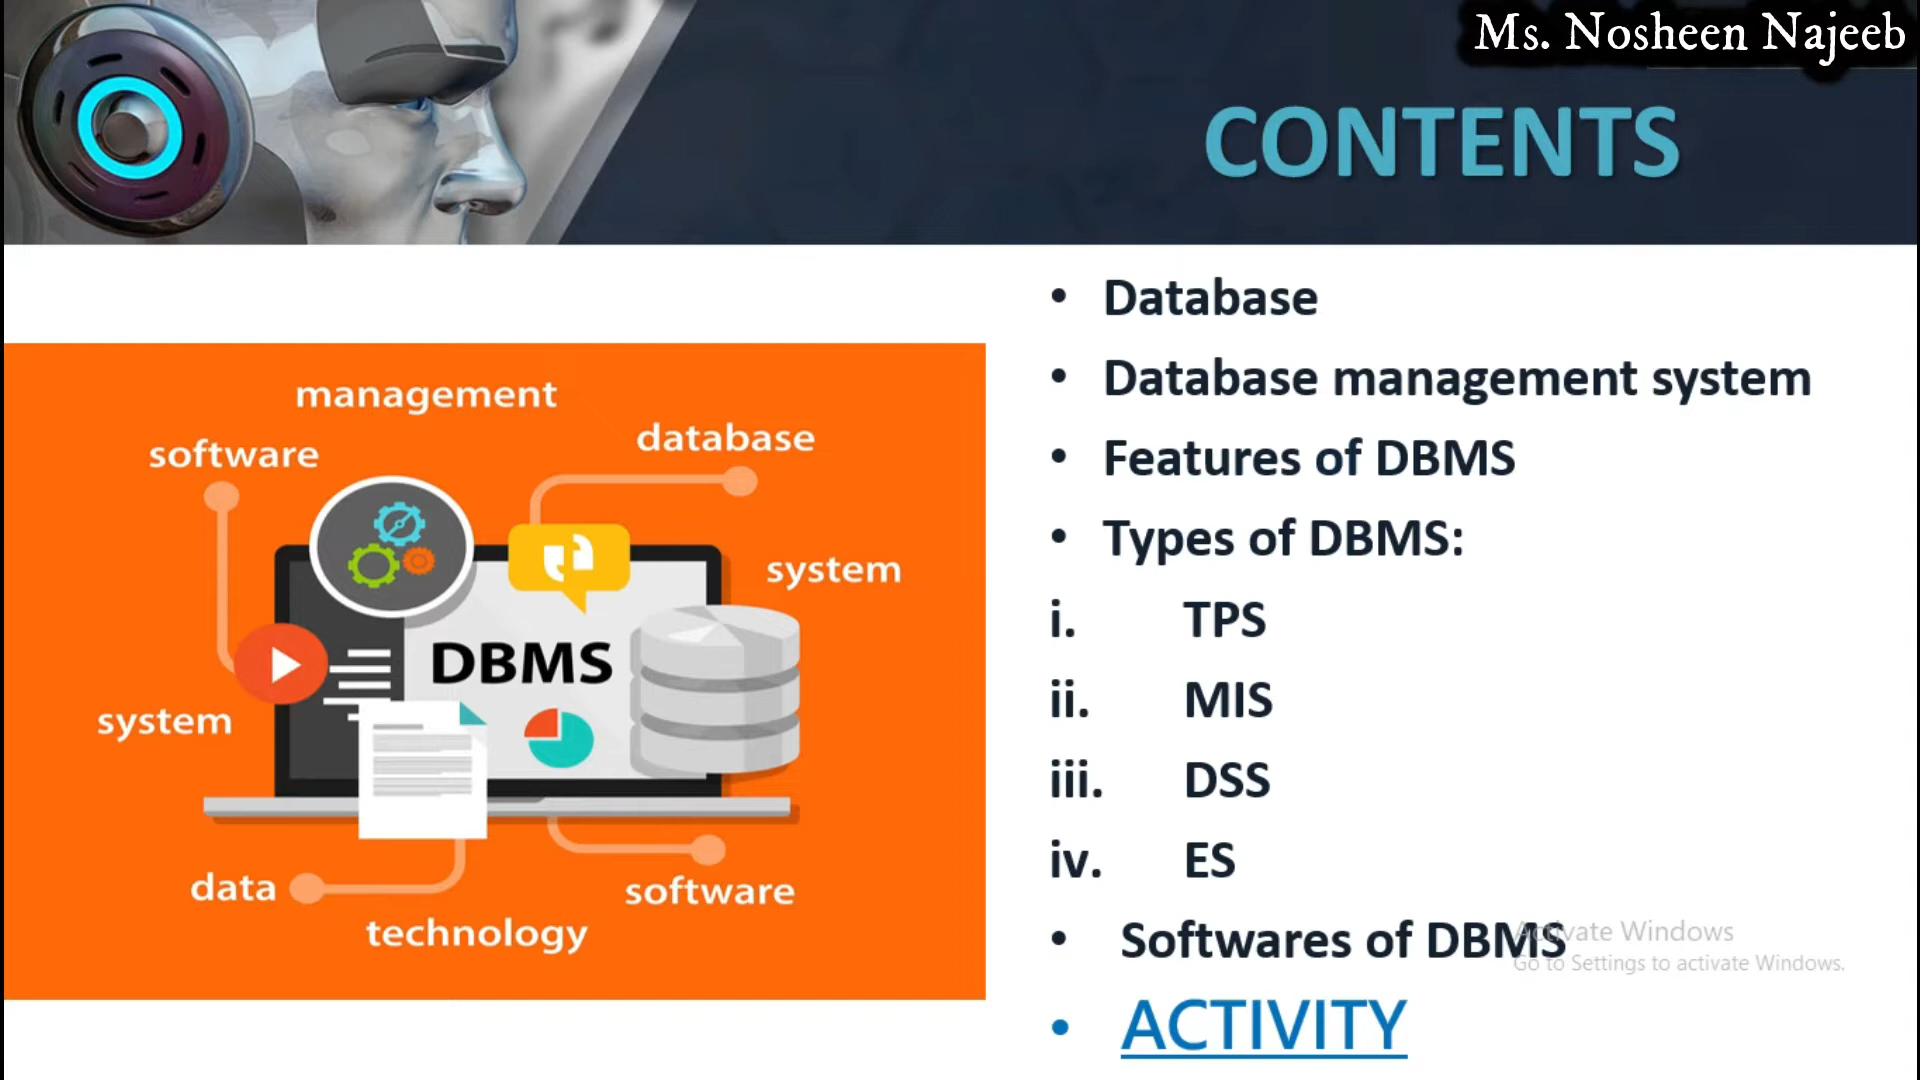 Ms. Nosheen Najeeb
CONTENTS
management
software
database
system
DBMS
system
data
software
technology
• Database
• Database management system
• Features of DBMS
• Types of DBMS:
i. TPS
ii. MIS
iii. DSS
iv. ES
• Softwares of DBMS
• ACTIVITY
Activate Windows
Go to Settings to activate Windows.